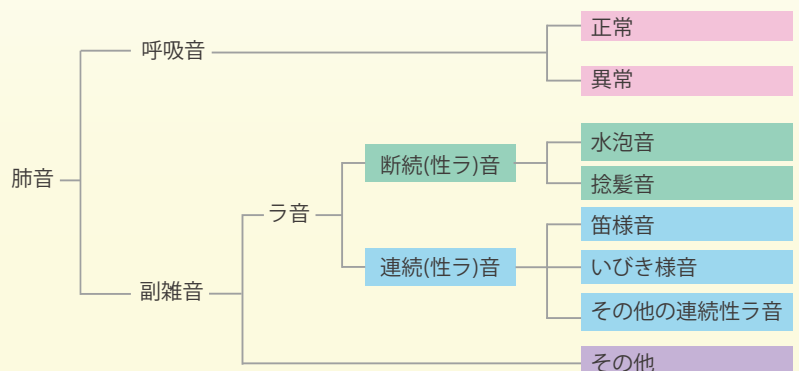 呼吸音
正常
異常
肺音
断続(性ラ)音
水泡音
捻髪音
ラ音
笛様音
連続(性ラ)音
いびき様音
副雑音
その他の連続性ラ音
その他